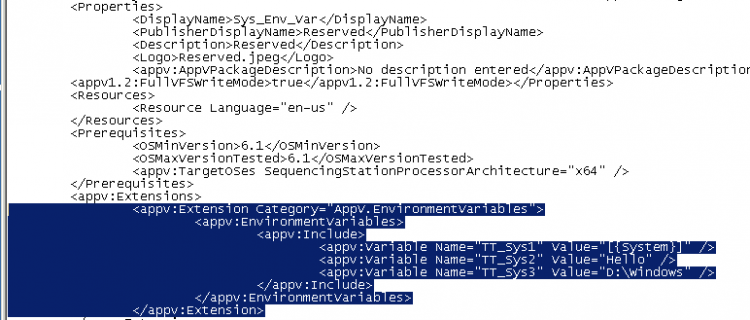 <Properties>
<DisplayName>Sys_Env_Var</DisplayName>
<PublisherDisplayName>Reserved</PublisherDisplayName>
<Description>Reserved</Description>
<Logo>Reserved.jpeg</Logo>
<appv:AppVPackageDescription>No description entered</appv:AppVPackageDescription
<appv1.2:FullVFSWriteMode>true</appv1.2:FullVFSWriteMode></Properties>
<Resources>
<Resource Language="en-us" />
</Resources>
<Prerequisites>
<OSMinVersion>6.1</OSMinVersion>
<OSMaxVersionTested>6.1</OSMaxVersionTested>
<appv:TargetOSes SequencingStationProcessorArchitecture="x64" />
</Prerequisites>
<appv:Extensions>
<appv:Extension Category="AppV.EnvironmentVariables">
<appv:EnvironmentVariables>
<appv:Include>
<appv:Variable Name="TT_Sys1" Value="[{System}]" />
<appv:Variable Name="TT_Sys2" Value="Hello" />
<appv:Variable Name="TT_Sys3" Value="D:\Windows" />
</appv:Include>
</appv:EnvironmentVariables>
</appv:Extension>